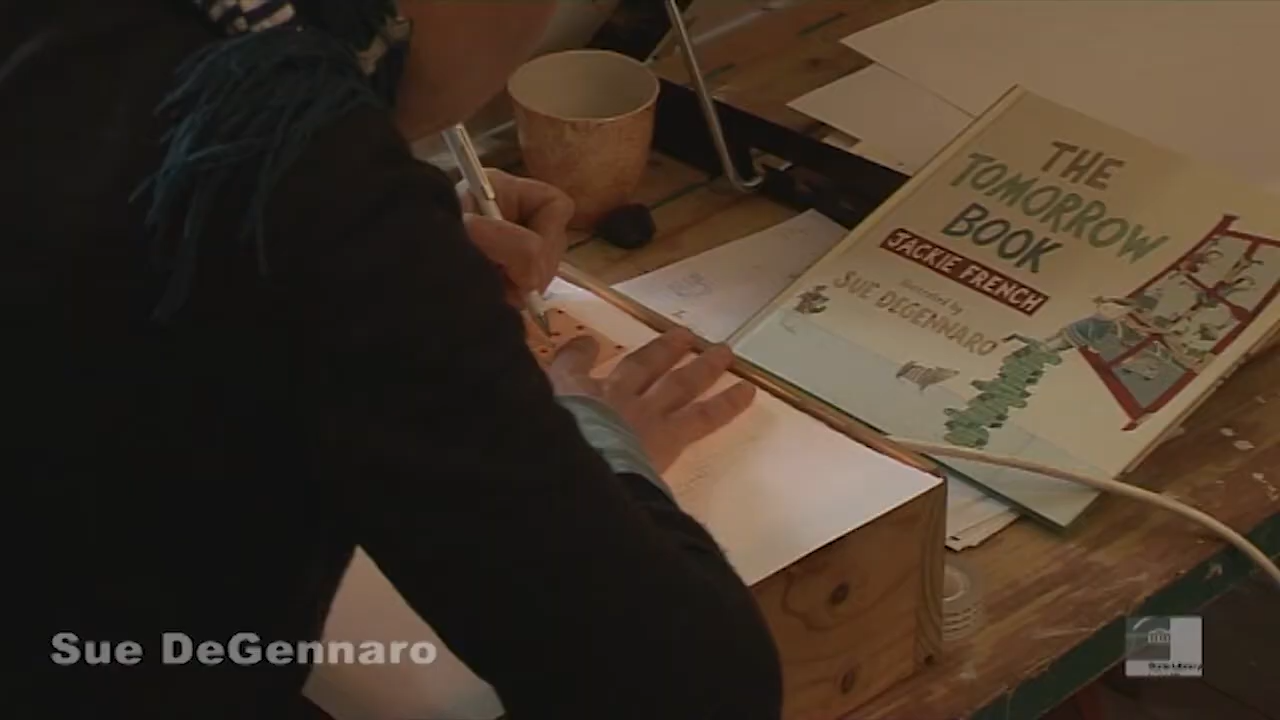 THE
TOMORROW
BOOK
JACKIE FRENCH
illustrated by
SUE DEGENNARO
Sue DeGennaro